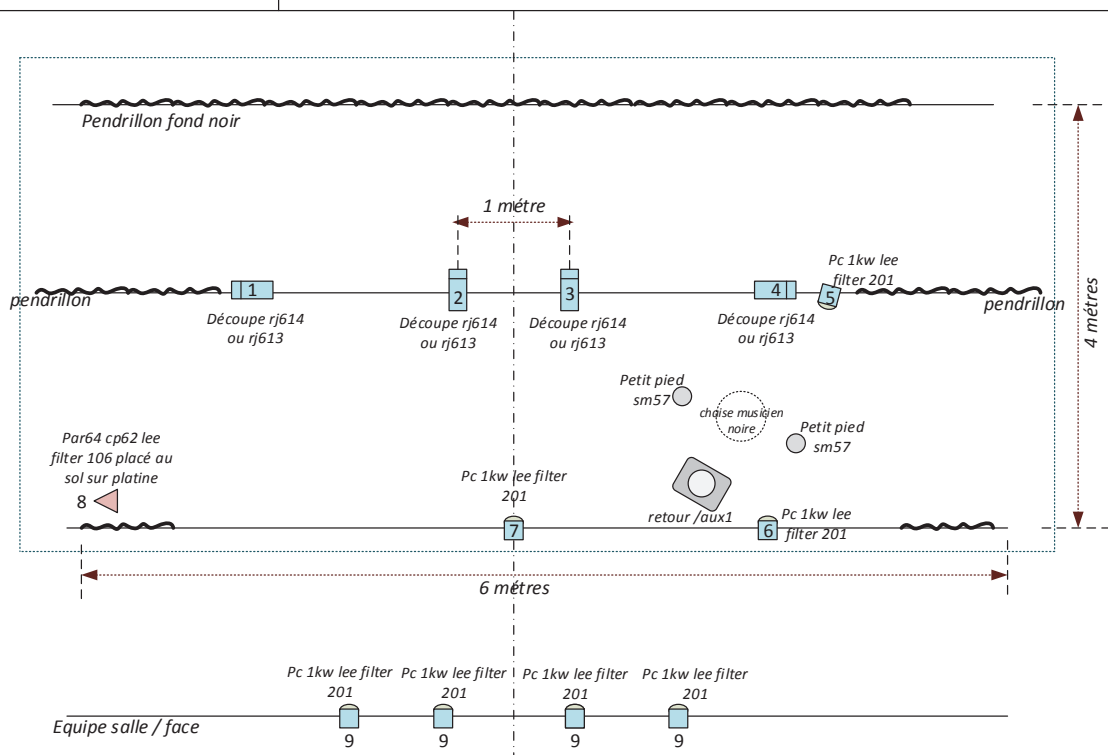 Pendrillon fond noir
1 métre
Pc 1kw lee
filter 201
pendrillon
1
2
3
4
5
pendrillon
Découpe rj614
ou rj613
Découpe rj614
ou rj613
Découpe rj614
ou rj613
Découpe rj614
ou rj613
4 métres
Petit pied
sm57
chaise musicien
noire
Petit pied
sm57
Par64 cp62 lee
filter 106 placé au
sol sur platine
8
Pc 1kw lee filter
201
7
retour /aux1
6
Pc 1kw lee
filter 201
6 métres
Pc 1kw lee filter
201
Pc 1kw lee filter
201
Pc 1kw lee filter
201
Pc 1kw lee filter
201
Equipe salle / face
9
9
9
9